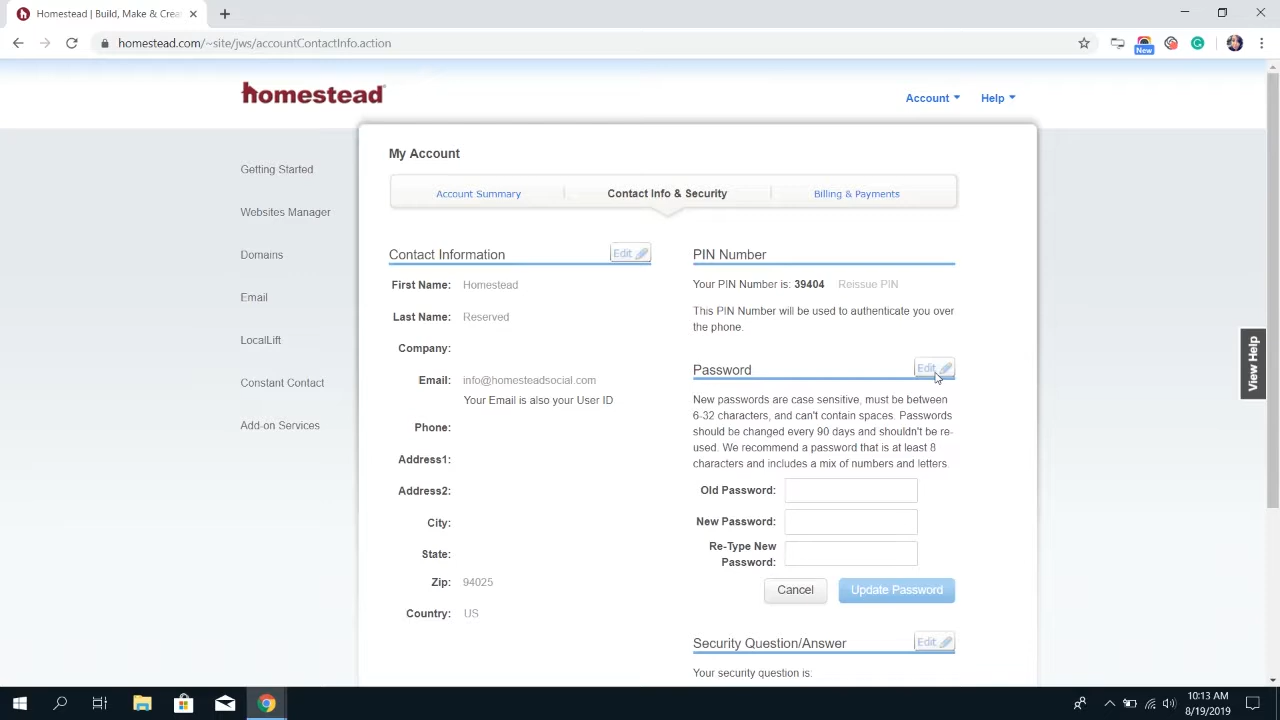 Homestead | Build, Make & Crea
homestead.com/~site/jws/accountContactInfo.action
New
homestead
Account
Help
Getting Started
Websites Manager
Domains
Email
LocalLift
Constant Contact
Add-on Services
My Account
Account Summary
Contact Info & Security
Billing & Payments
Contact Information
Edit
First Name: Homestead
Last Name: Reserved
Company:
Email: info@homesteadsocial.com
Your Email is also your User ID
Phone:
Address1:
Address2:
City:
State:
Zip: 94025
Country: US
PIN Number
Your PIN Number is: 39404 Reissue PIN
This PIN Number will be used to authenticate you over
the phone.
Password
Edit
New passwords are case sensitive, must be between
6-32 characters, and can't contain spaces. Passwords
should be changed every 90 days and shouldn't be re-
used. We recommend a password that is at least 8
characters and includes a mix of numbers and letters.
Old Password:
New Password:
Re-Type New
Password:
Cancel
Update Password
Security Question/Answer
Edit
Your security question is:
View Help
10:13 AM
8/19/2019